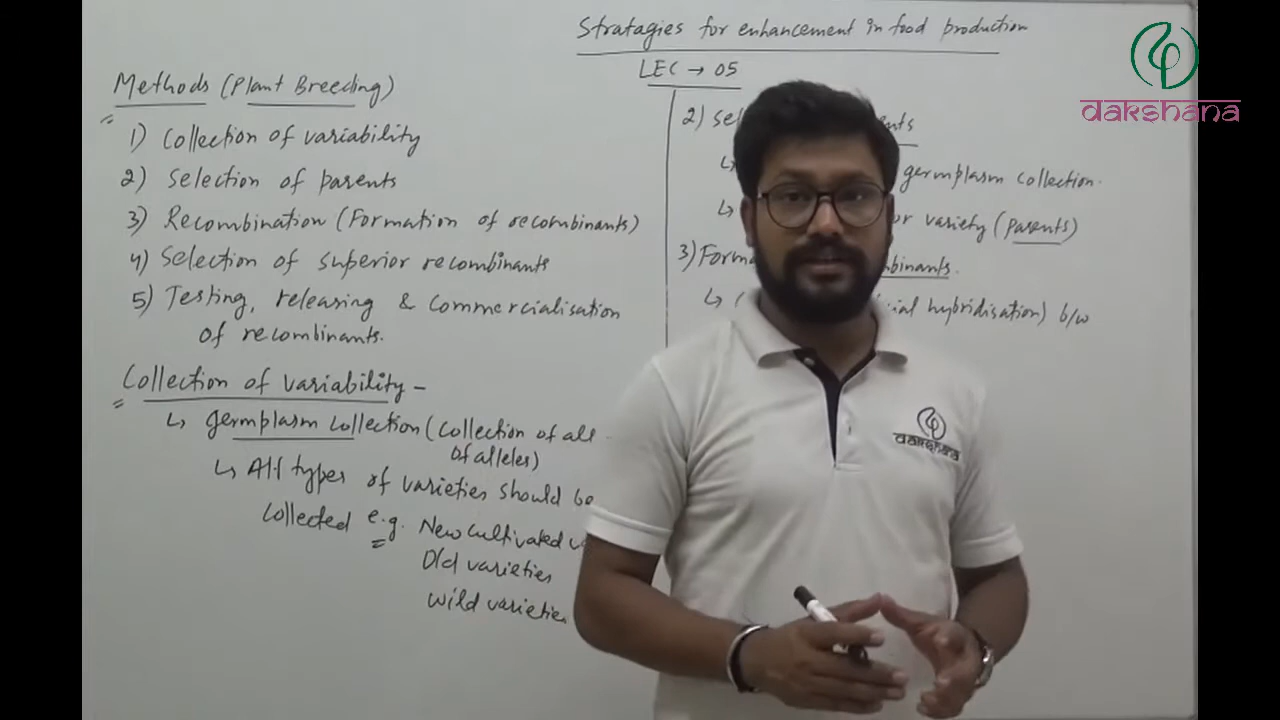 Stratagies for enhancement in food production
LEC → 05
dakshana
Methods (Plant Breeding)
1) Collection of variability
2) Selection of parents
3) Recombination (Formation of recombinants)
4) Selection of superior recombinants
5) Testing, releasing & commercialisation
of recombinants.
Collection of variability –
↳ germplasm collection (collection of all
of alleles)
↳ All types of varieties should be
collected e.g. New cultivated
Old varieties
Wild varieties
2)
↳ germplasm collection.
↳ or variety (parents)
3)
↳ hybridisation) b/w
dakshana